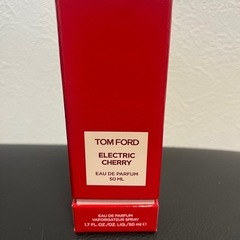 TOM FORD
ELECTRIC
CHERRY
EAU DE PARFUM
50 ML
EAU DE PARFUM
VAPORISATEUR SPRAY
1.7 FL.OZ./OZ.LIQ./50 ml ℮